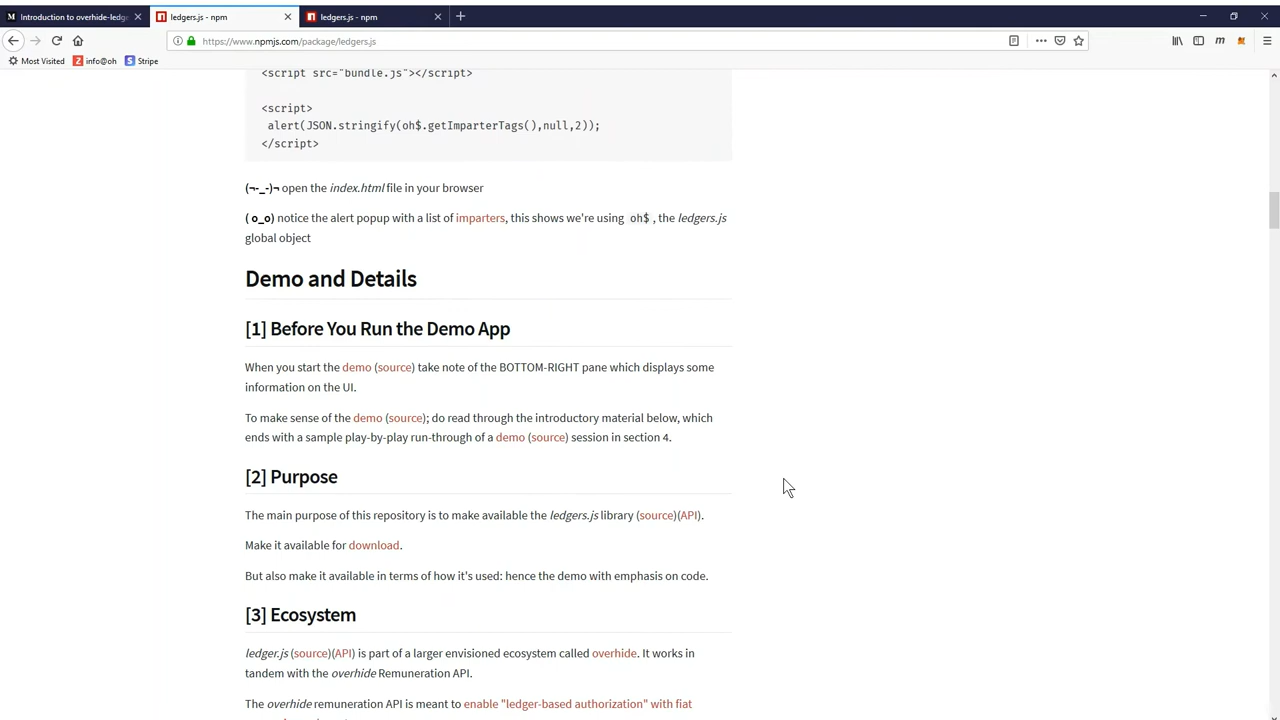 Introduction to overhide-ledge
ledgers.js - npm
ledgers.js - npm
https://www.npmjs.com/package/ledgers.js
Most Visited
info@oh
Stripe
<script src="bundle.js"></script>
<script>
alert(JSON.stringify(oh$.getImparterTags(),null,2));
</script>
(¬-_-)¬ open the index.html file in your browser
( o_o) notice the alert popup with a list of imparters, this shows we're using oh$ , the ledgers.js
global object
Demo and Details
[1] Before You Run the Demo App
When you start the demo (source) take note of the BOTTOM-RIGHT pane which displays some
information on the UI.
To make sense of the demo (source); do read through the introductory material below, which
ends with a sample play-by-play run-through of a demo (source) session in section 4.
[2] Purpose
The main purpose of this repository is to make available the ledgers.js library (source)(API).
Make it available for download.
But also make it available in terms of how it's used: hence the demo with emphasis on code.
[3] Ecosystem
ledger.js (source)(API) is part of a larger envisioned ecosystem called overhide. It works in
tandem with the overhide Remuneration API.
The overhide remuneration API is meant to enable "ledger-based authorization" with fiat